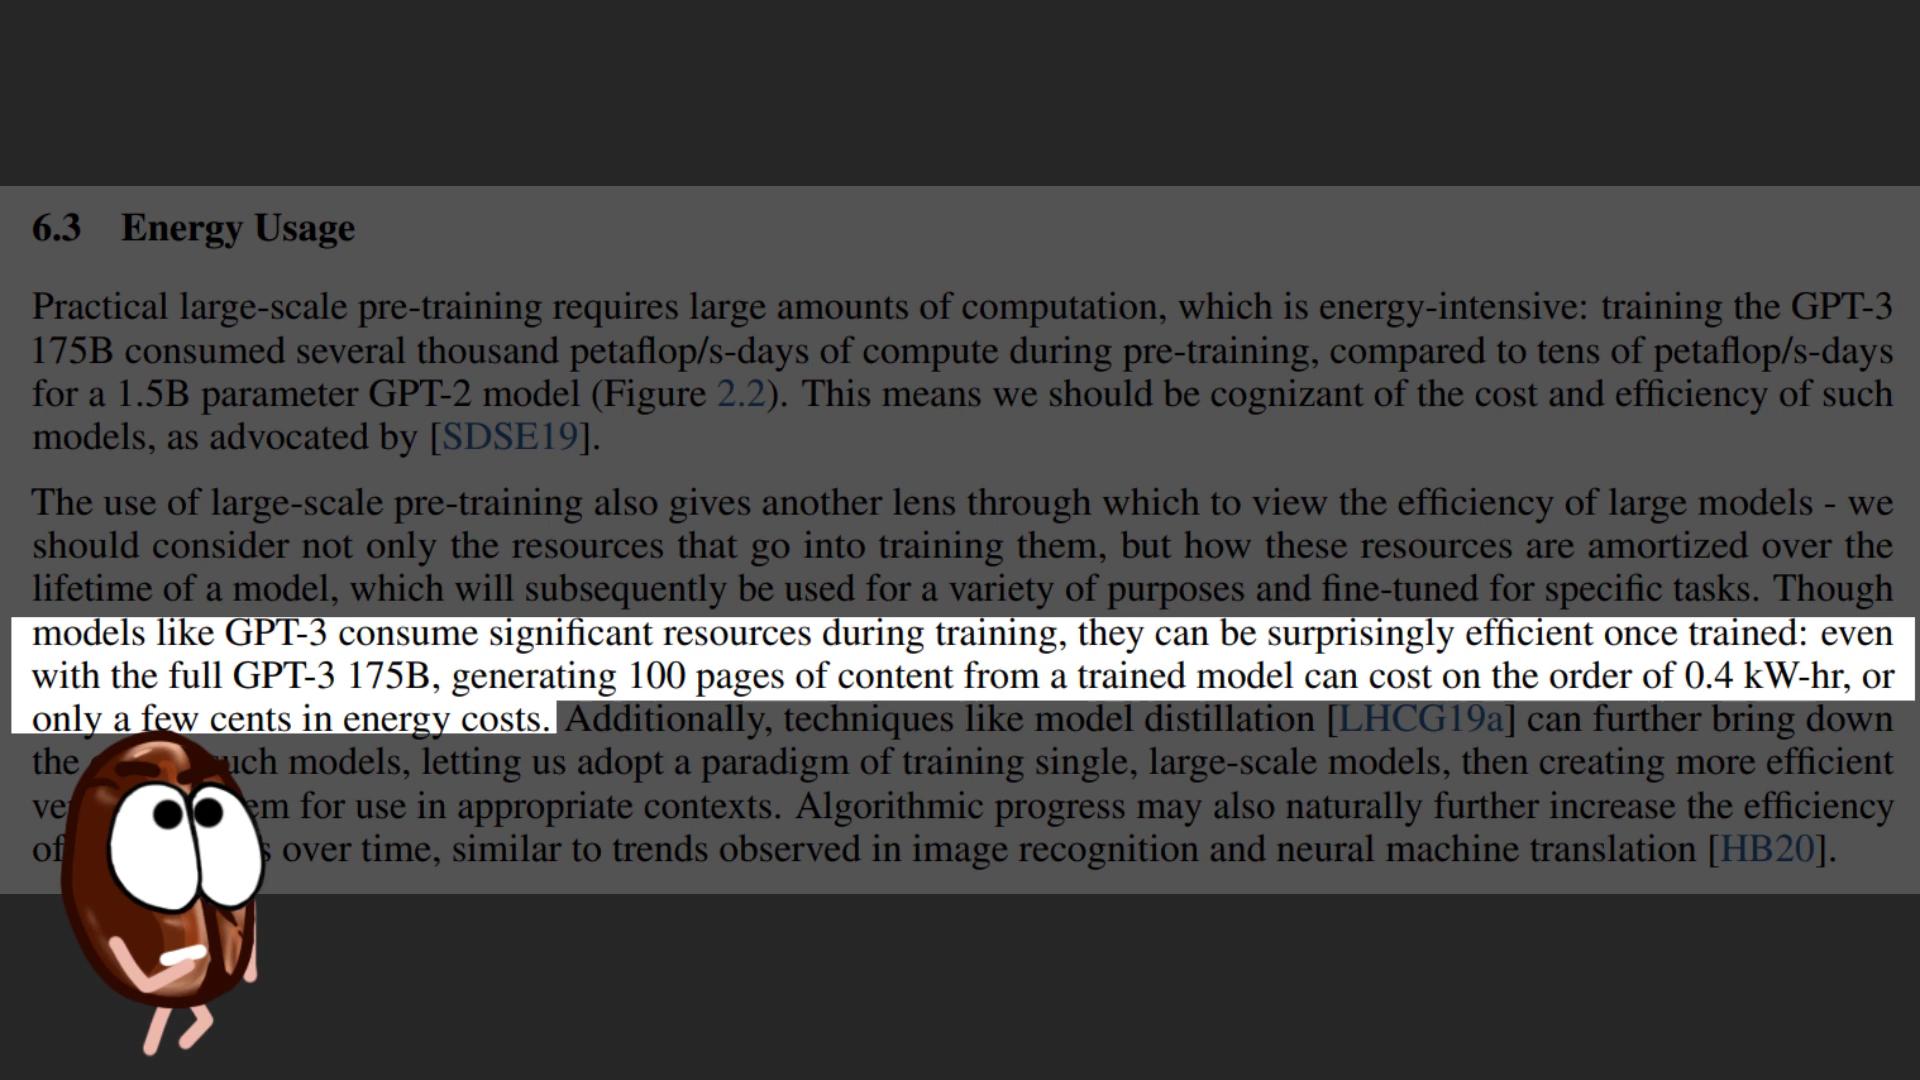 6.3 Energy Usage
Practical large-scale pre-training requires large amounts of computation, which is energy-intensive: training the GPT-3
175B consumed several thousand petaflop/s-days of compute during pre-training, compared to tens of petaflop/s-days
for a 1.5B parameter GPT-2 model (Figure 2.2). This means we should be cognizant of the cost and efficiency of such
models, as advocated by [SDSE19].
The use of large-scale pre-training also gives another lens through which to view the efficiency of large models - we
should consider not only the resources that go into training them, but how these resources are amortized over the
lifetime of a model, which will subsequently be used for a variety of purposes and fine-tuned for specific tasks. Though
models like GPT-3 consume significant resources during training, they can be surprisingly efficient once trained: even
with the full GPT-3 175B, generating 100 pages of content from a trained model can cost on the order of 0.4 kW-hr, or
only a few cents in energy costs. Additionally, techniques like model distillation [LHCG19a] can further bring down
the models, letting us adopt a paradigm of training single, large-scale models, then creating more efficient
for use in appropriate contexts. Algorithmic progress may also naturally further increase the efficiency
of over time, similar to trends observed in image recognition and neural machine translation [HB20].